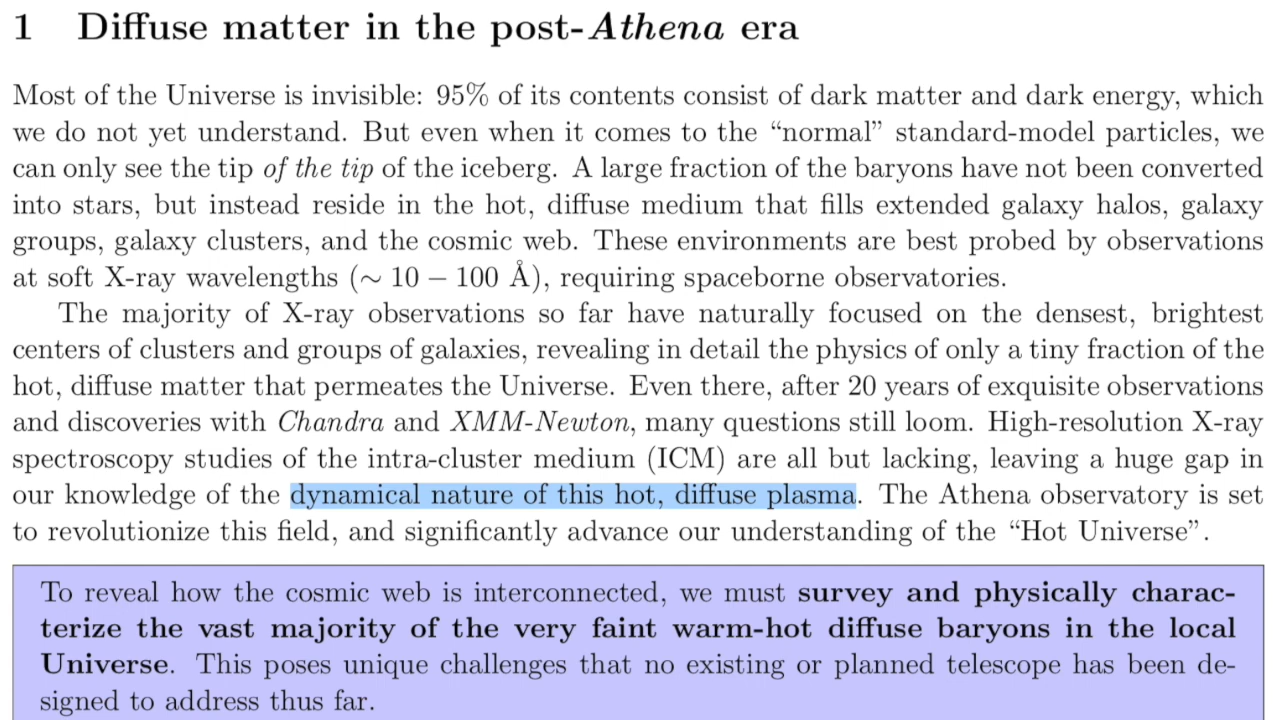 1 Diffuse matter in the post-Athena era
Most of the Universe is invisible: 95% of its contents consist of dark matter and dark energy, which
we do not yet understand. But even when it comes to the “normal” standard-model particles, we
can only see the tip of the tip of the iceberg. A large fraction of the baryons have not been converted
into stars, but instead reside in the hot, diffuse medium that fills extended galaxy halos, galaxy
groups, galaxy clusters, and the cosmic web. These environments are best probed by observations
at soft X-ray wavelengths (∼ 10 − 100 Å), requiring spaceborne observatories.
The majority of X-ray observations so far have naturally focused on the densest, brightest
centers of clusters and groups of galaxies, revealing in detail the physics of only a tiny fraction of the
hot, diffuse matter that permeates the Universe. Even there, after 20 years of exquisite observations
and discoveries with Chandra and XMM-Newton, many questions still loom. High-resolution X-ray
spectroscopy studies of the intra-cluster medium (ICM) are all but lacking, leaving a huge gap in
our knowledge of the dynamical nature of this hot, diffuse plasma. The Athena observatory is set
to revolutionize this field, and significantly advance our understanding of the “Hot Universe”.
To reveal how the cosmic web is interconnected, we must survey and physically charac-
terize the vast majority of the very faint warm-hot diffuse baryons in the local
Universe. This poses unique challenges that no existing or planned telescope has been de-
signed to address thus far.